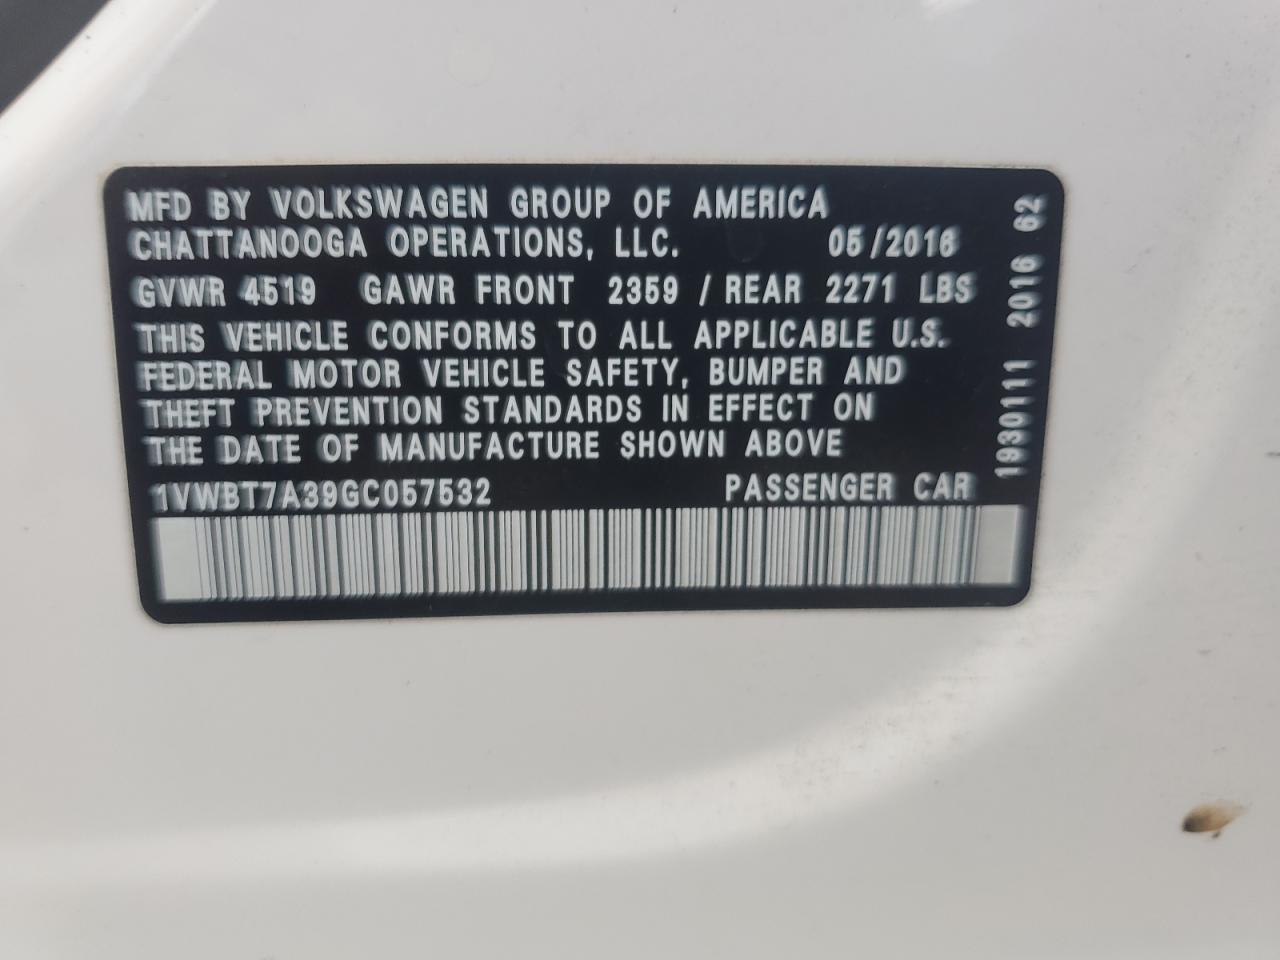 MFD BY VOLKSWAGEN GROUP OF AMERICA
CHATTANOOGA OPERATIONS, LLC. 05/2016
GVWR 4519 GAWR FRONT 2359 / REAR 2271 LBS
THIS VEHICLE CONFORMS TO ALL APPLICABLE U.S.
FEDERAL MOTOR VEHICLE SAFETY, BUMPER AND
THEFT PREVENTION STANDARDS IN EFFECT ON
THE DATE OF MANUFACTURE SHOWN ABOVE
1VWBT7A39GC057532 PASSENGER CAR
1930111 2016 62